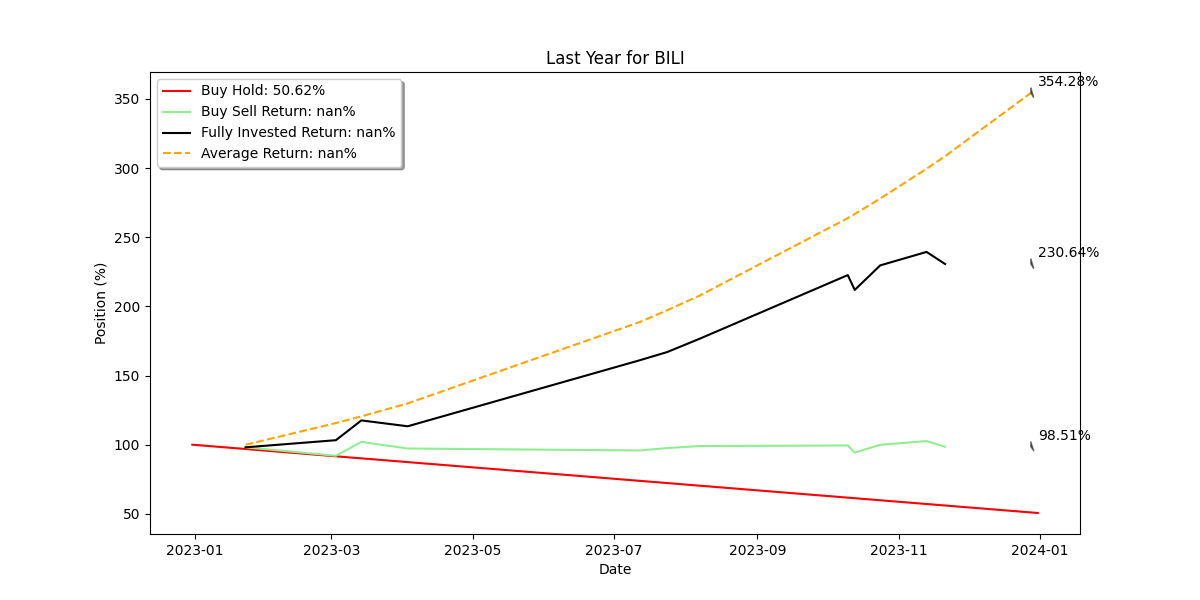 Last Year for BILI
354.28%
Buy Hold: 50.62%
Buy Sell Return: nan%
Fully Invested Return: nan%
Average Return: nan%
350
300
250
230.64%
200
150
100
98.51%
50
Position (%)
2023-01 2023-03 2023-05 2023-07 2023-09 2023-11 2024-01
Date